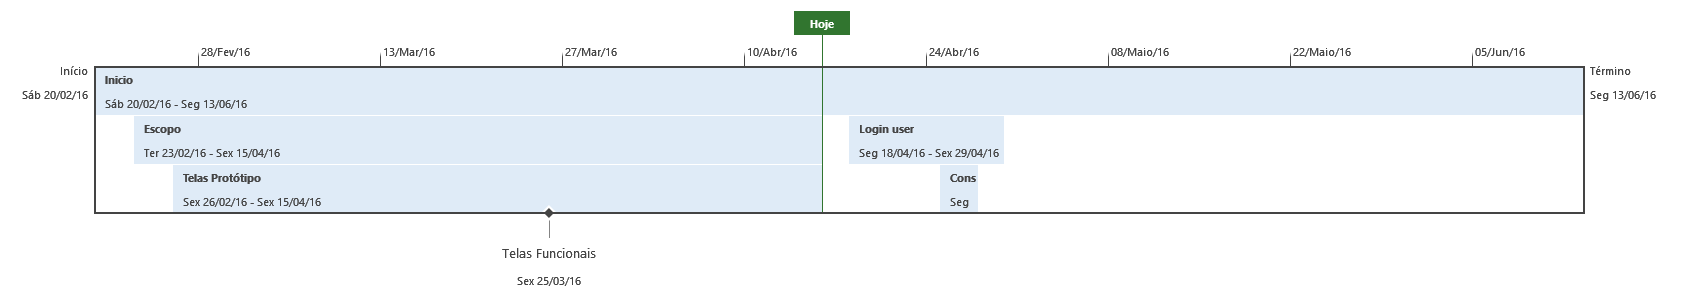 Hoje
28/Fev/16
13/Mar/16
27/Mar/16
10/Abr/16
24/Abr/16
08/Maio/16
22/Maio/16
05/Jun/16
Início
Sáb 20/02/16
Inicio
Sáb 20/02/16 - Seg 13/06/16
Término
Seg 13/06/16
Escopo
Ter 23/02/16 - Sex 15/04/16
Login user
Seg 18/04/16 - Sex 29/04/16
Telas Protótipo
Sex 26/02/16 - Sex 15/04/16
Cons
Seg
Telas Funcionais
Sex 25/03/16